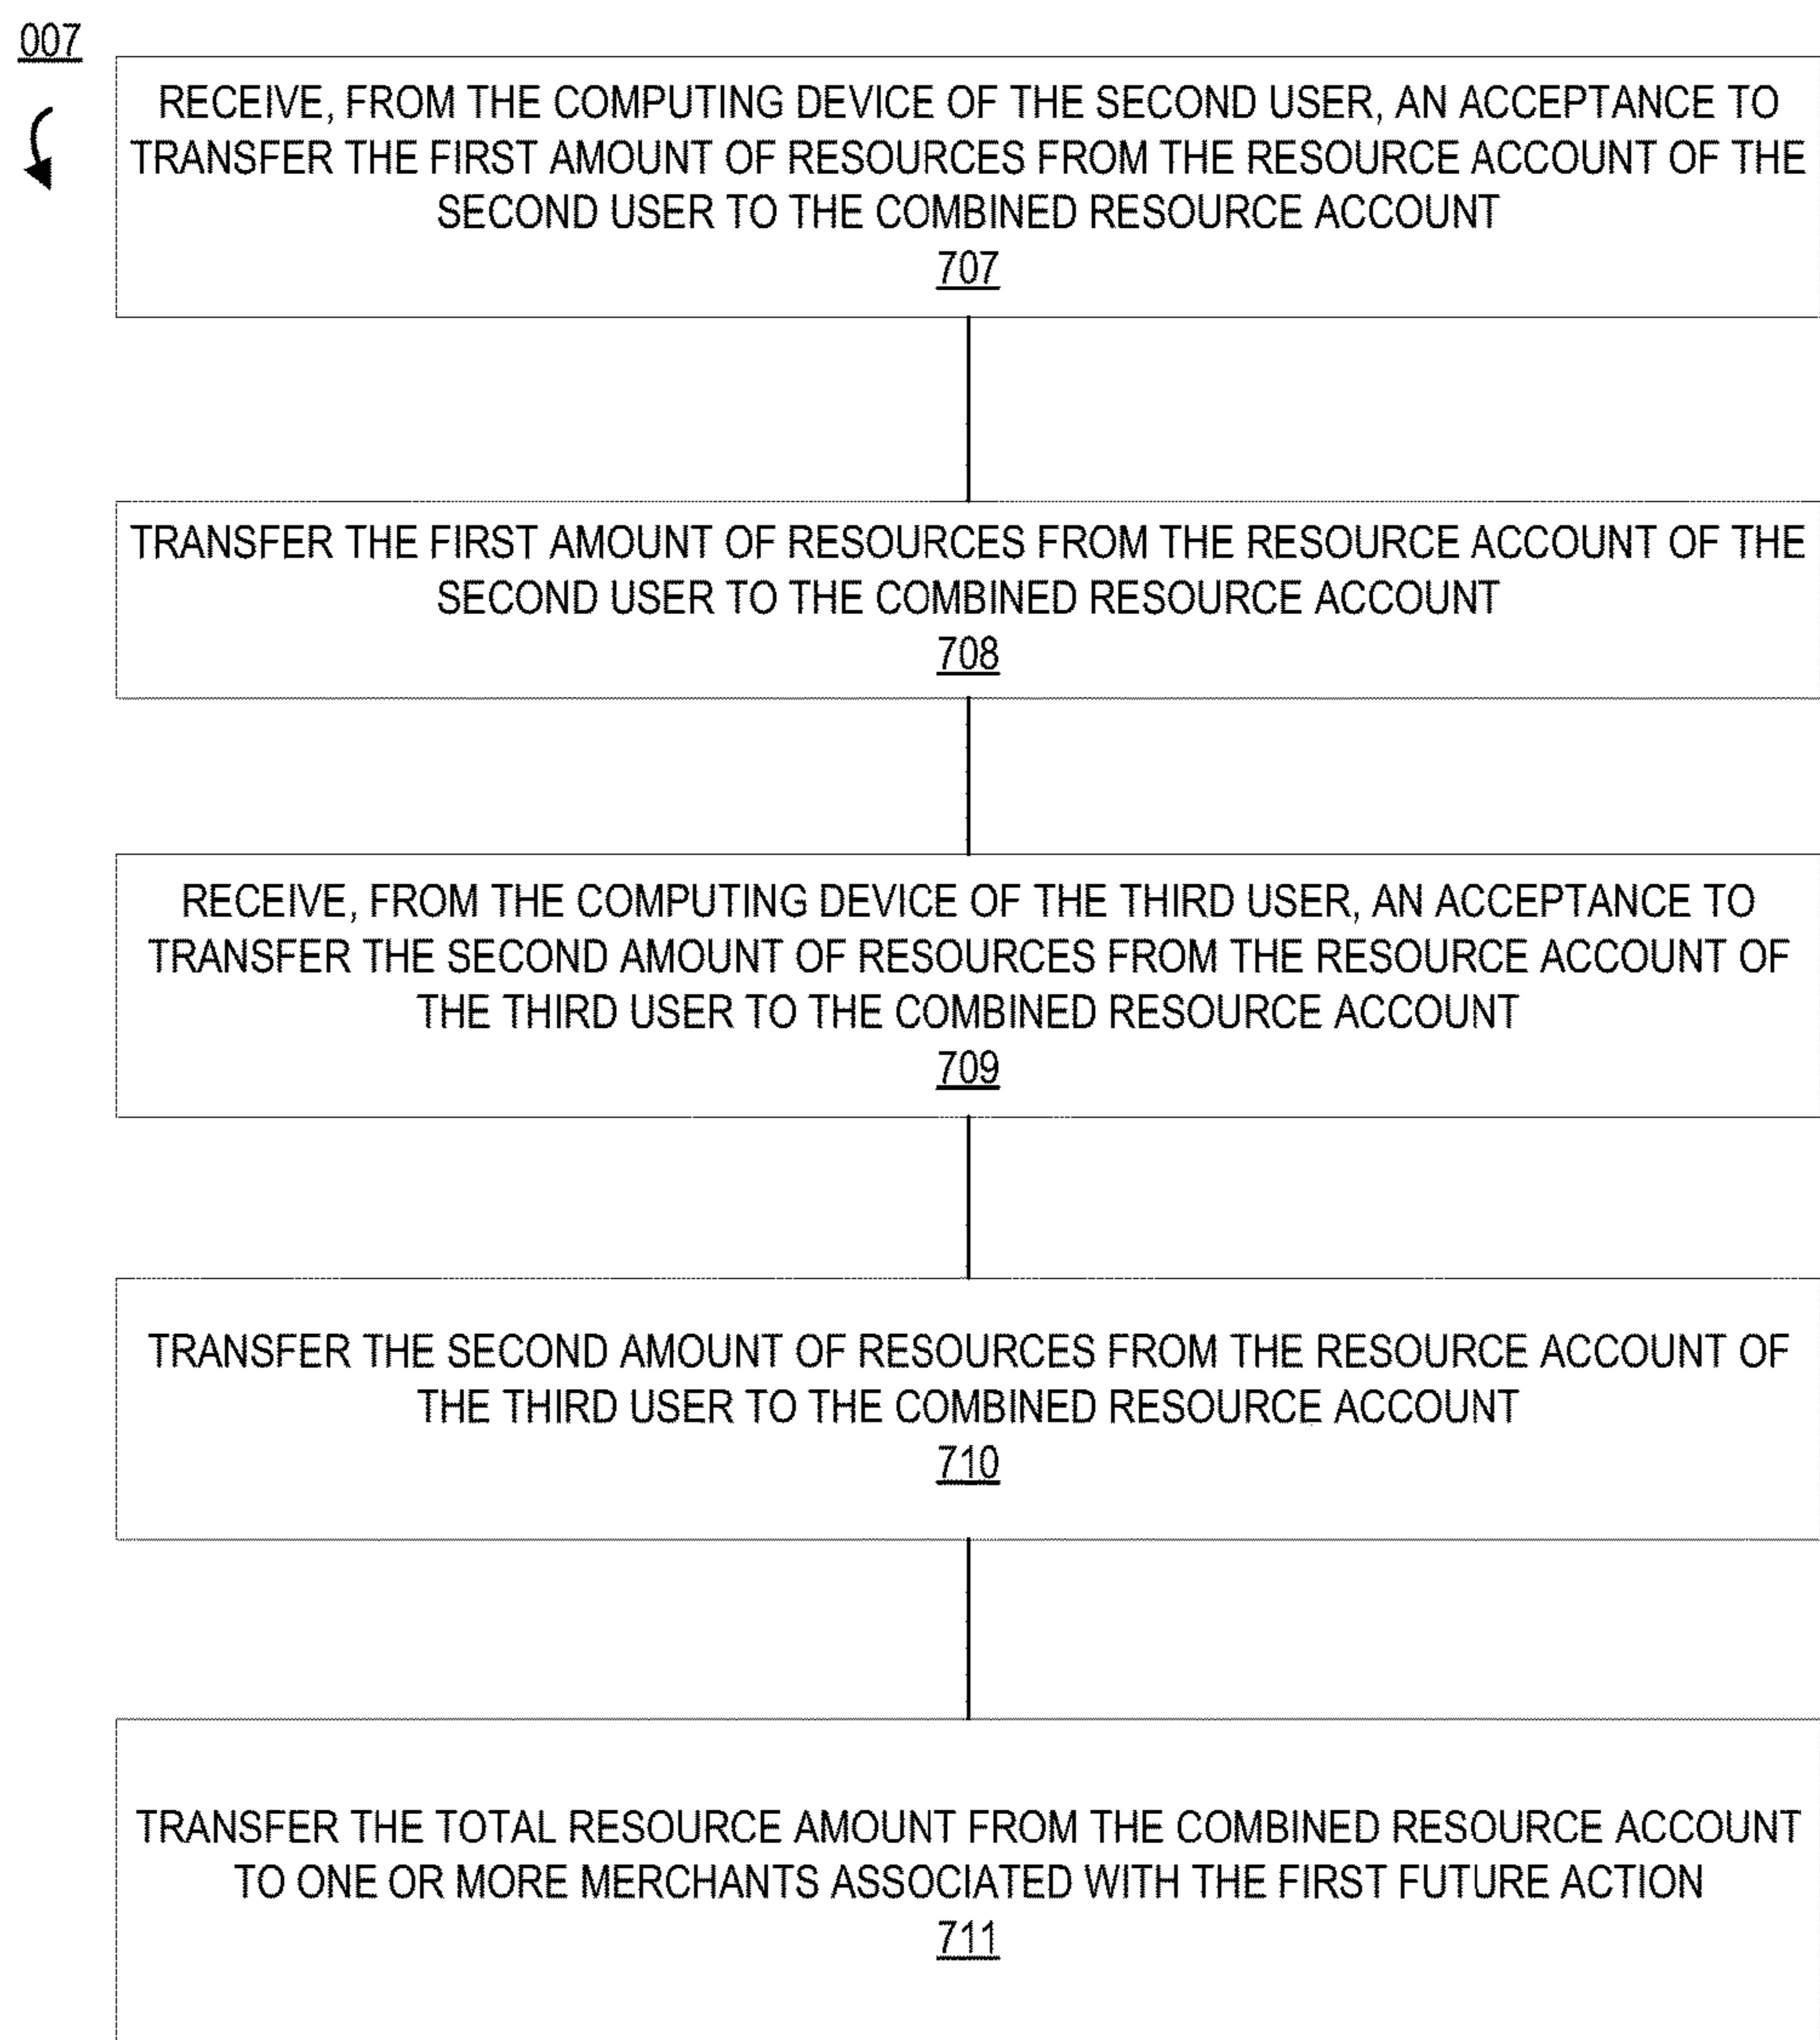 007
RECEIVE, FROM THE COMPUTING DEVICE OF THE SECOND USER, AN ACCEPTANCE TO
TRANSFER THE FIRST AMOUNT OF RESOURCES FROM THE RESOURCE ACCOUNT OF THE
SECOND USER TO THE COMBINED RESOURCE ACCOUNT
707
TRANSFER THE FIRST AMOUNT OF RESOURCES FROM THE RESOURCE ACCOUNT OF THE
SECOND USER TO THE COMBINED RESOURCE ACCOUNT
708
RECEIVE, FROM THE COMPUTING DEVICE OF THE THIRD USER, AN ACCEPTANCE TO
TRANSFER THE SECOND AMOUNT OF RESOURCES FROM THE RESOURCE ACCOUNT OF
THE THIRD USER TO THE COMBINED RESOURCE ACCOUNT
709
TRANSFER THE SECOND AMOUNT OF RESOURCES FROM THE RESOURCE ACCOUNT OF
THE THIRD USER TO THE COMBINED RESOURCE ACCOUNT
710
TRANSFER THE TOTAL RESOURCE AMOUNT FROM THE COMBINED RESOURCE ACCOUNT
TO ONE OR MORE MERCHANTS ASSOCIATED WITH THE FIRST FUTURE ACTION
711